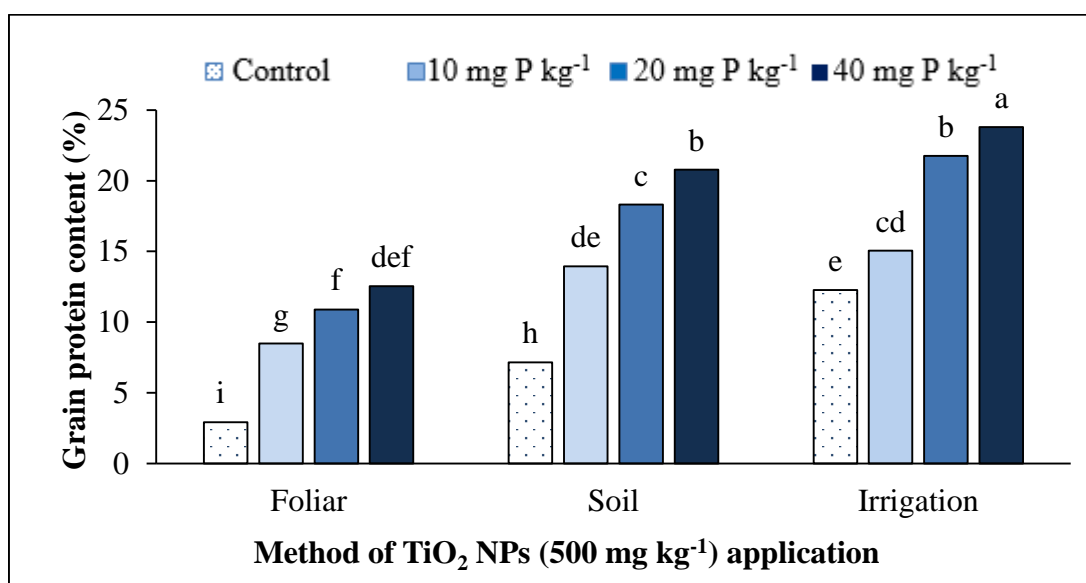 Control 10 mg P kg⁻¹ 20 mg P kg⁻¹ 40 mg P kg⁻¹
Grain protein content (%)
25
20
15
10
5
0
i g f def
h de c b
e cd b a
Foliar Soil Irrigation
Method of TiO₂ NPs (500 mg kg⁻¹) application